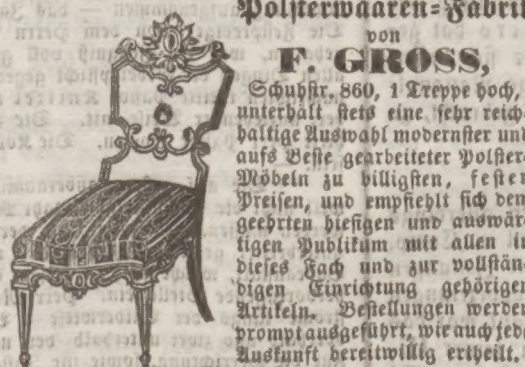 Polsterwaaren-Fabrik
von
F. GROSS,
Schuhstr. 860, 1 Treppe hoch,
unterhält stets eine sehr reich-
haltige Auswahl modernster und
aufs Beste gearbeiteter Polster-
Möbeln zu billigsten, festen
Preisen, und empfiehlt sich dem
geehrten hiesigen und auswär-
tigen Publikum mit allen in
dieses Fach und zur vollstän-
digen Einrichtung gehörigen
Artikeln. Bestellungen werden
prompt ausgeführt, wie auch jede
Auskunft bereitwillig ertheilt.